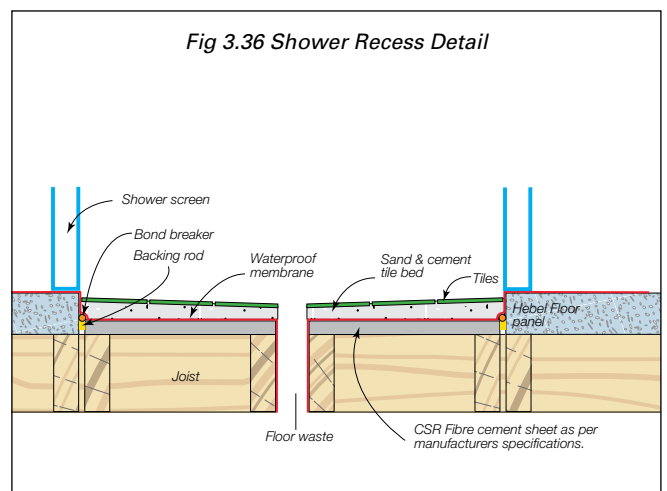 Fig 3.36 Shower Recess Detail
Shower screen
Bond breaker
Backing rod
Waterproof
membrane
Sand & cement
tile bed
Tiles
Hebel Floor
panel
Joist
Floor waste
CSR Fibre cement sheet as per
manufacturers specifications.